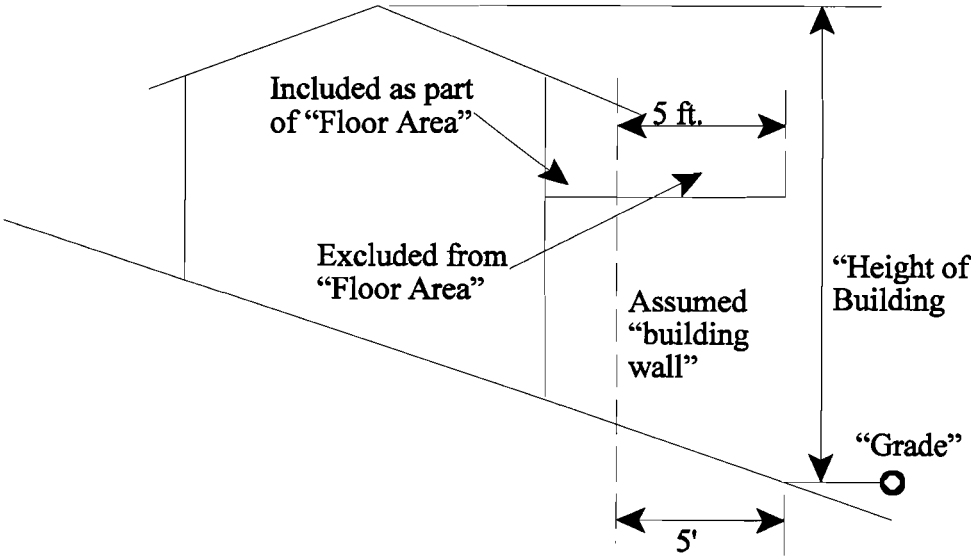 Included as part
of “Floor Area”
5 ft.
Excluded from
“Floor Area”
Assumed
“building
wall”
“Height of
Building
“Grade”
5'